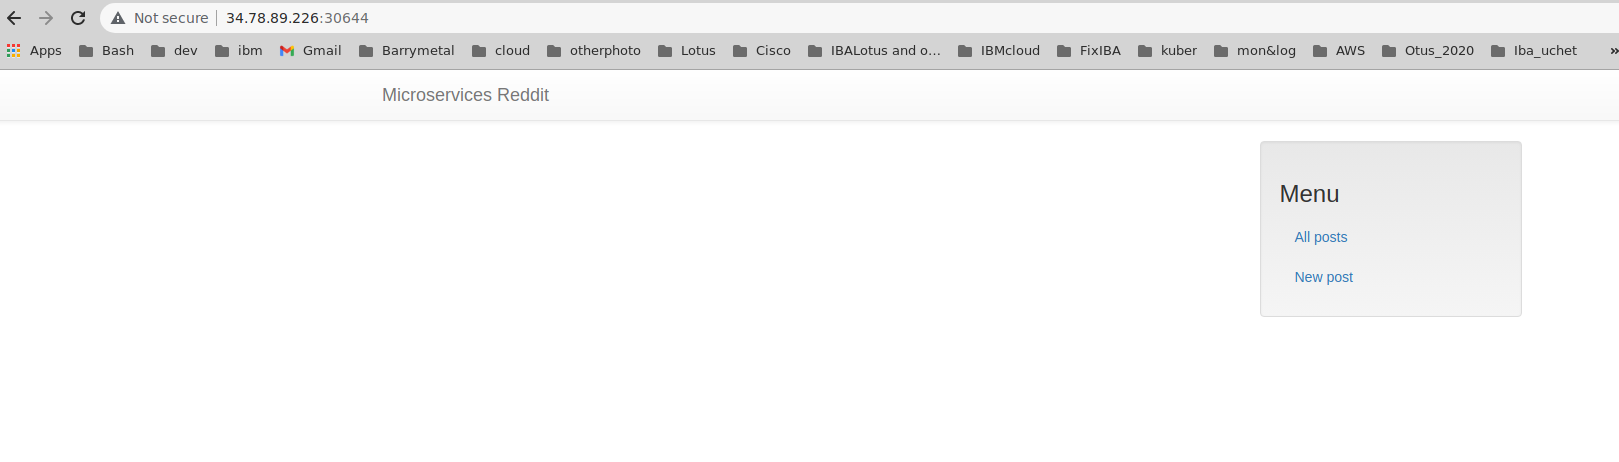 Not secure | 34.78.89.226:30644
Apps Bash dev ibm Gmail Barrymetal cloud otherphoto Lotus Cisco IBALotus and o... IBMcloud FixIBA kuber mon&log AWS Otus_2020 Iba_uchet »
Microservices Reddit
Menu
All posts
New post